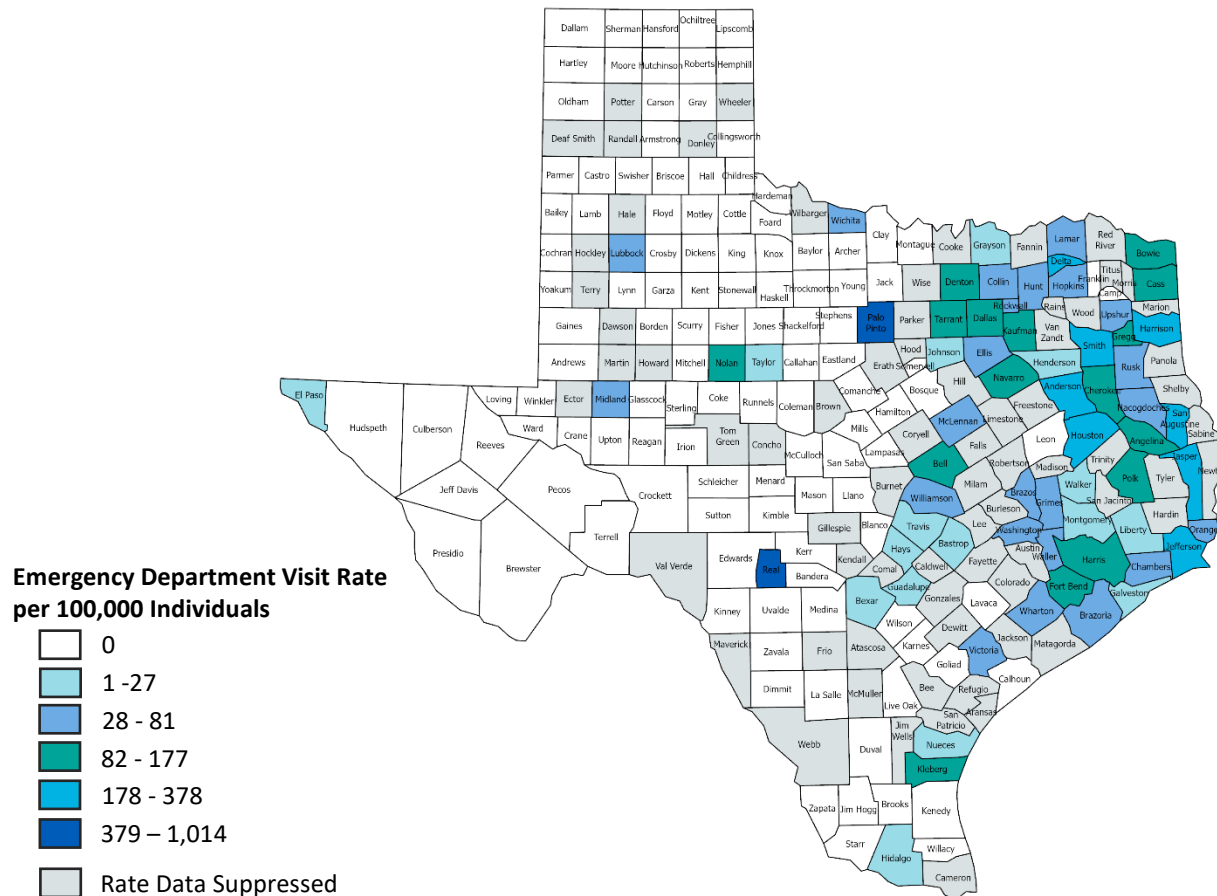 Dallam Sherman Hansford Ochiltree Lipscomb
Hartley Moore Hutchinson Roberts Hemphill
Oldham Potter Carson Gray Wheeler
Deaf Smith Randall Armstrong Donley Collingsworth
Parmer Castro Swisher Briscoe Hall Childress
Hardeman
Bailey Lamb Hale Floyd Motley Cottle Foard Wilbarger Wichita
Clay Montague Cooke Grayson Fannin Lamar Red River Bowie
Cochran Hockley Lubbock Crosby Dickens King Knox Baylor Archer
Jack Wise Denton Collin Hunt Delta Hopkins Franklin Titus Morris Cass
Camp
Yoakum Terry Lynn Garza Kent Stonewall Haskell Throckmorton Young
Rockwall Rains Wood Upshur Marion
Gaines Dawson Borden Scurry Fisher Jones Shackelford Stephens Palo Pinto Parker Tarrant Dallas Kaufman Van Zandt Smith Gregg Harrison
Andrews Martin Howard Mitchell Nolan Taylor Callahan Eastland Erath Hood Somervell Johnson Ellis Henderson Rusk Panola
El Paso Hudspeth Culberson Reeves Loving Winkler Ector Midland Glasscock Sterling Coke Runnels Coleman Brown Comanche Bosque Hill Navarro Anderson Cherokee Shelby
Ward Crane Upton Reagan Irion Tom Green Concho McCulloch Mills Hamilton McLennan Limestone Freestone Nacogdoches San Augustine
Jeff Davis Pecos Crockett Schleicher Menard San Saba Lampasas Coryell Bell Falls Robertson Leon Houston Angelina Sabine
Madison Trinity Polk Tyler Jasper Newt
Presidio Brewster Terrell Sutton Kimble Mason Llano Burnet Williamson Milam Burleson Brazos Grimes Walker San Jacinto Hardin
Val Verde Edwards Real Kerr Bandera Gillespie Blanco Kendall Travis Hays Bastrop Lee Washington Montgomery Liberty Orange
Comal Caldwell Fayette Austin Waller Harris Chambers Jefferson
Kinney Uvalde Medina Bexar Guadalupe Gonzales Colorado Fort Bend Galveston
Maverick Zavala Frio Atascosa Wilson Karnes Dewitt Lavaca Wharton Brazoria
Dimmit La Salle McMuller Live Oak Bee Goliad Victoria Jackson Matagorda
Refugio Calhoun
San Patricio Aransas
Webb Duval Jim Wells Nueces
Kleberg
Zapata Jim Hogg Brooks Kenedy
Starr Hidalgo Willacy
Cameron
Emergency Department Visit Rate
per 100,000 Individuals
0
1 -27
28 - 81
82 - 177
178 - 378
379 – 1,014
Rate Data Suppressed